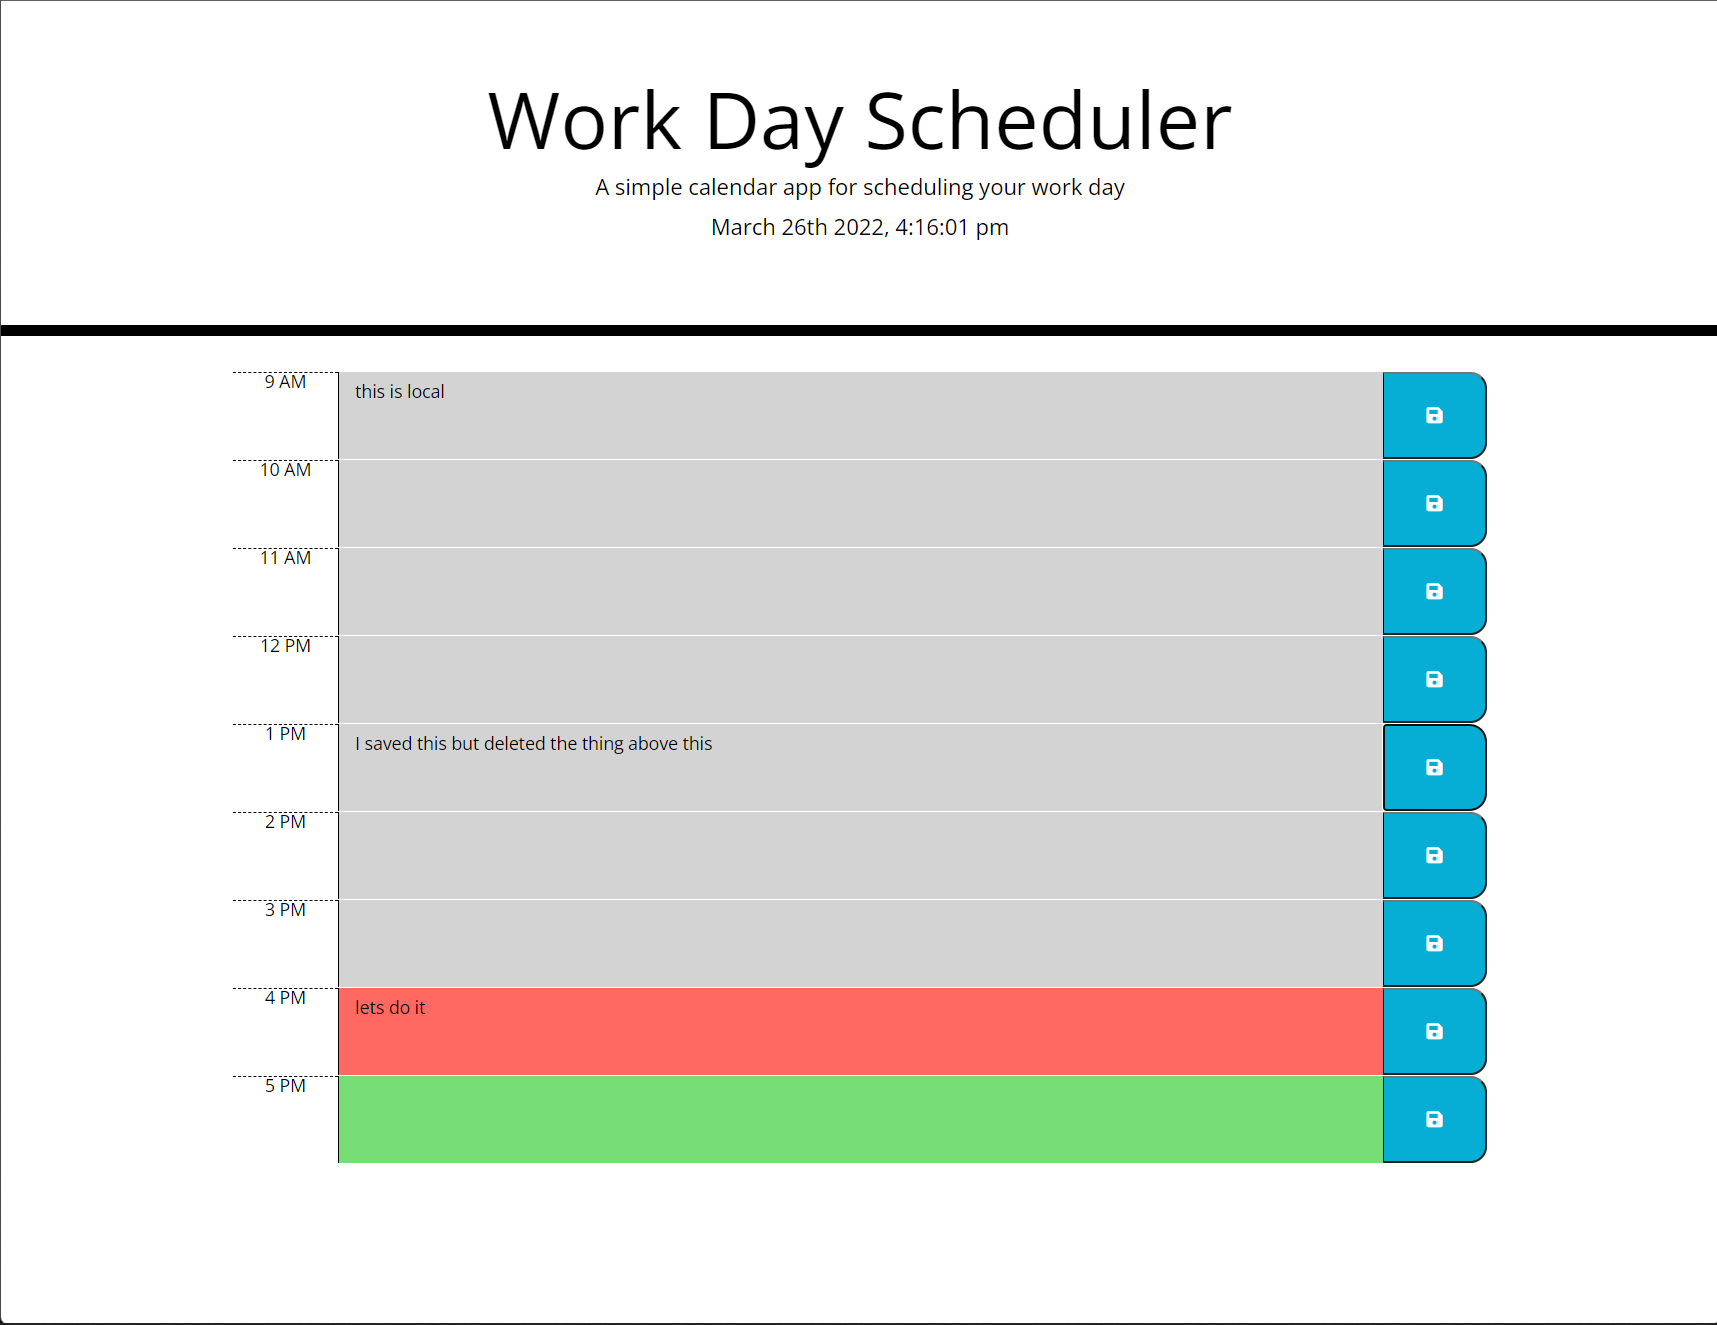 Work Day Scheduler
A simple calendar app for scheduling your work day
March 26th 2022, 4:16:01 pm
9 AM this is local
10 AM
11 AM
12 PM
1 PM I saved this but deleted the thing above this
2 PM
3 PM
4 PM lets do it
5 PM